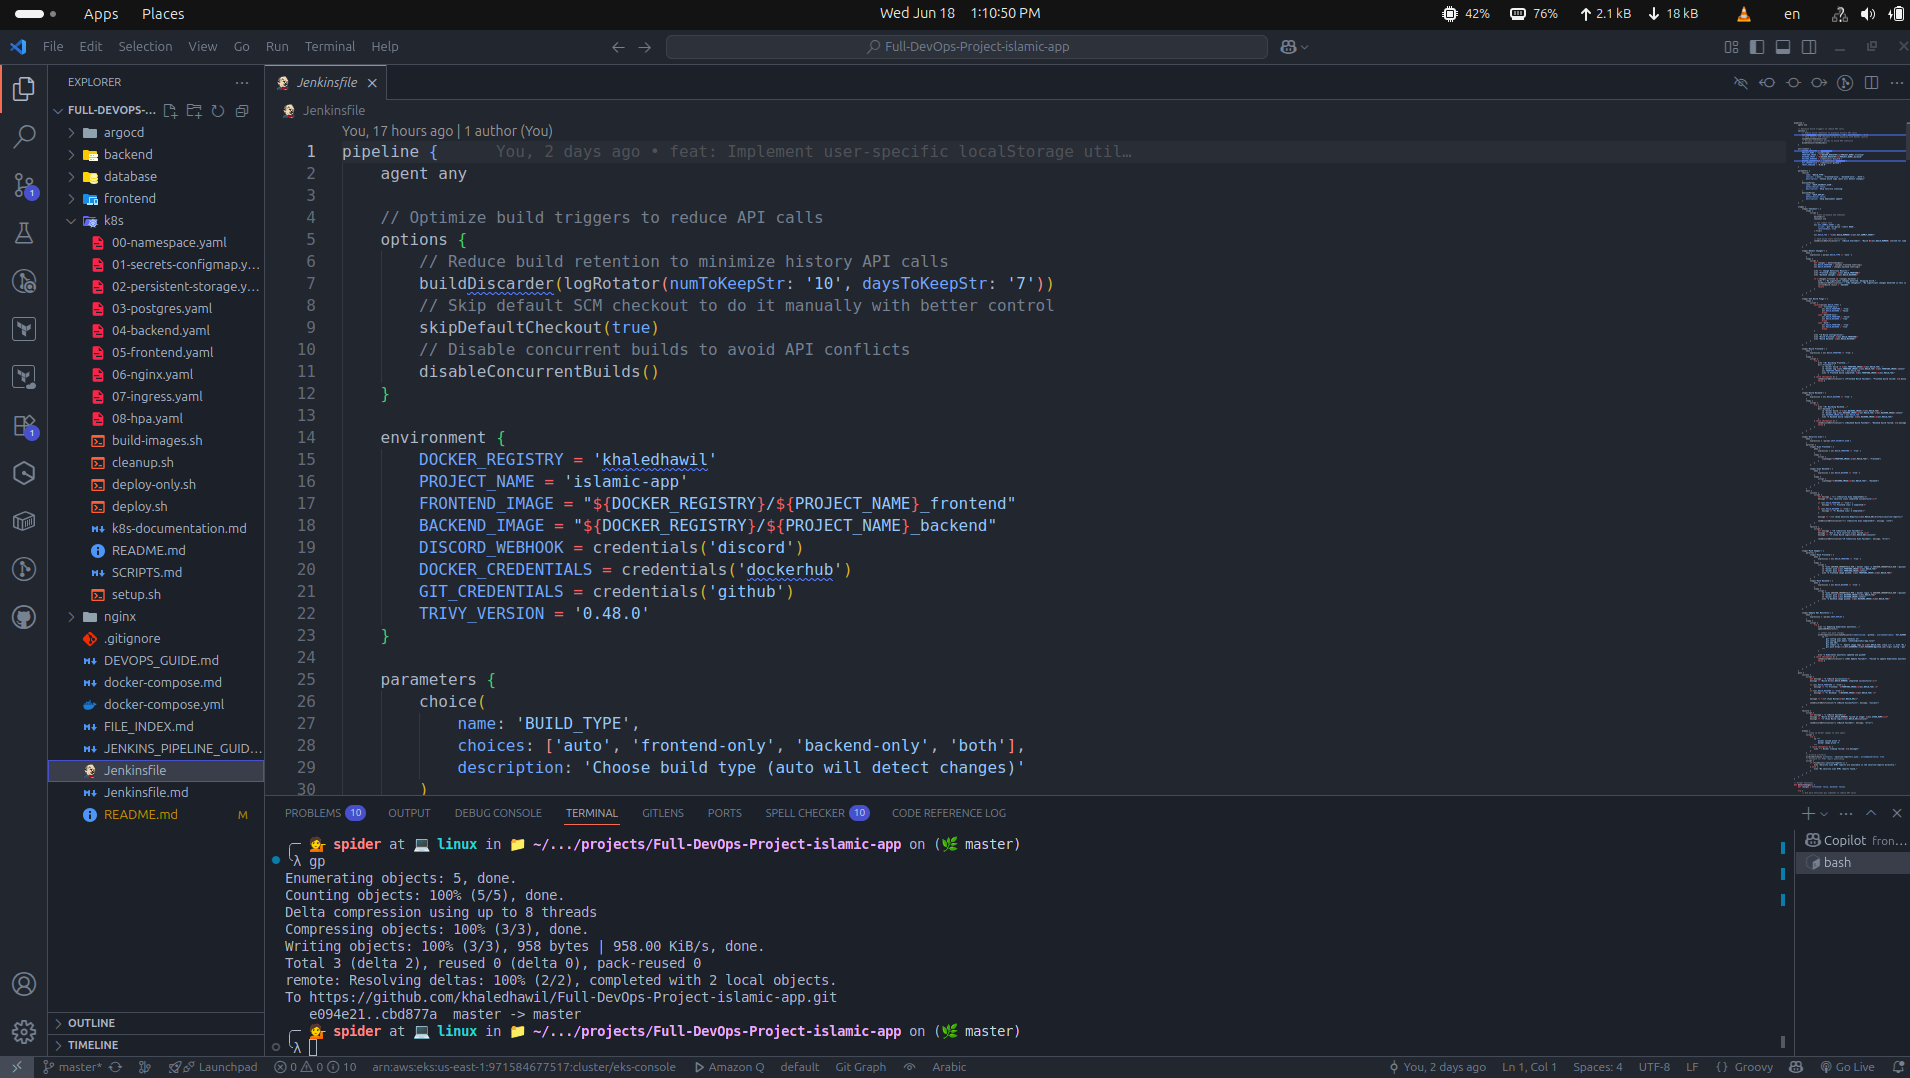 Apps Places Wed Jun 18 1:10:50 PM 42% 76% 2.1 kB 18 kB en
File Edit Selection View Go Run Terminal Help Full-DevOps-Project-islamic-app
EXPLORER
FULL-DEVOPS-...
argocd
backend
database
frontend
k8s
00-namespace.yaml
01-secrets-configmap.y...
02-persistent-storage.y...
03-postgres.yaml
04-backend.yaml
05-frontend.yaml
06-nginx.yaml
07-ingress.yaml
08-hpa.yaml
build-images.sh
cleanup.sh
deploy-only.sh
deploy.sh
k8s-documentation.md
README.md
SCRIPTS.md
setup.sh
nginx
.gitignore
DEVOPS_GUIDE.md
docker-compose.md
docker-compose.yml
FILE_INDEX.md
JENKINS_PIPELINE_GUID...
Jenkinsfile
Jenkinsfile.md
README.md M
OUTLINE
TIMELINE
1
1
Jenkinsfile
Jenkinsfile
You, 17 hours ago | 1 author (You)
1 pipeline { You, 2 days ago • feat: Implement user-specific localStorage util…
2 agent any
3
4 // Optimize build triggers to reduce API calls
5 options {
6 // Reduce build retention to minimize history API calls
7 buildDiscarder(logRotator(numToKeepStr: '10', daysToKeepStr: '7'))
8 // Skip default SCM checkout to do it manually with better control
9 skipDefaultCheckout(true)
10 // Disable concurrent builds to avoid API conflicts
11 disableConcurrentBuilds()
12 }
13
14 environment {
15 DOCKER_REGISTRY = 'khaledhawil'
16 PROJECT_NAME = 'islamic-app'
17 FRONTEND_IMAGE = "${DOCKER_REGISTRY}/${PROJECT_NAME}_frontend"
18 BACKEND_IMAGE = "${DOCKER_REGISTRY}/${PROJECT_NAME}_backend"
19 DISCORD_WEBHOOK = credentials('discord')
20 DOCKER_CREDENTIALS = credentials('dockerhub')
21 GIT_CREDENTIALS = credentials('github')
22 TRIVY_VERSION = '0.48.0'
23 }
24
25 parameters {
26 choice(
27 name: 'BUILD_TYPE',
28 choices: ['auto', 'frontend-only', 'backend-only', 'both'],
29 description: 'Choose build type (auto will detect changes)'
30 )
PROBLEMS 10 OUTPUT DEBUG CONSOLE TERMINAL GITLENS PORTS SPELL CHECKER 10 CODE REFERENCE LOG
spider at linux in ~/.../projects/Full-DevOps-Project-islamic-app on ( master)
λ gp
Enumerating objects: 5, done.
Counting objects: 100% (5/5), done.
Delta compression using up to 8 threads
Compressing objects: 100% (3/3), done.
Writing objects: 100% (3/3), 958 bytes | 958.00 KiB/s, done.
Total 3 (delta 2), reused 0 (delta 0), pack-reused 0
remote: Resolving deltas: 100% (2/2), completed with 2 local objects.
To https://github.com/khaledhawil/Full-DevOps-Project-islamic-app.git
e094e21..cbd877a master -> master
spider at linux in ~/.../projects/Full-DevOps-Project-islamic-app on ( master)
λ
Copilot fron...
bash
master* Launchpad 0 0 10 arn:aws:eks:us-east-1:971584677517:cluster/eks-console Amazon Q default Git Graph Arabic You, 2 days ago Ln 1, Col 1 Spaces: 4 UTF-8 LF {} Groovy Go Live